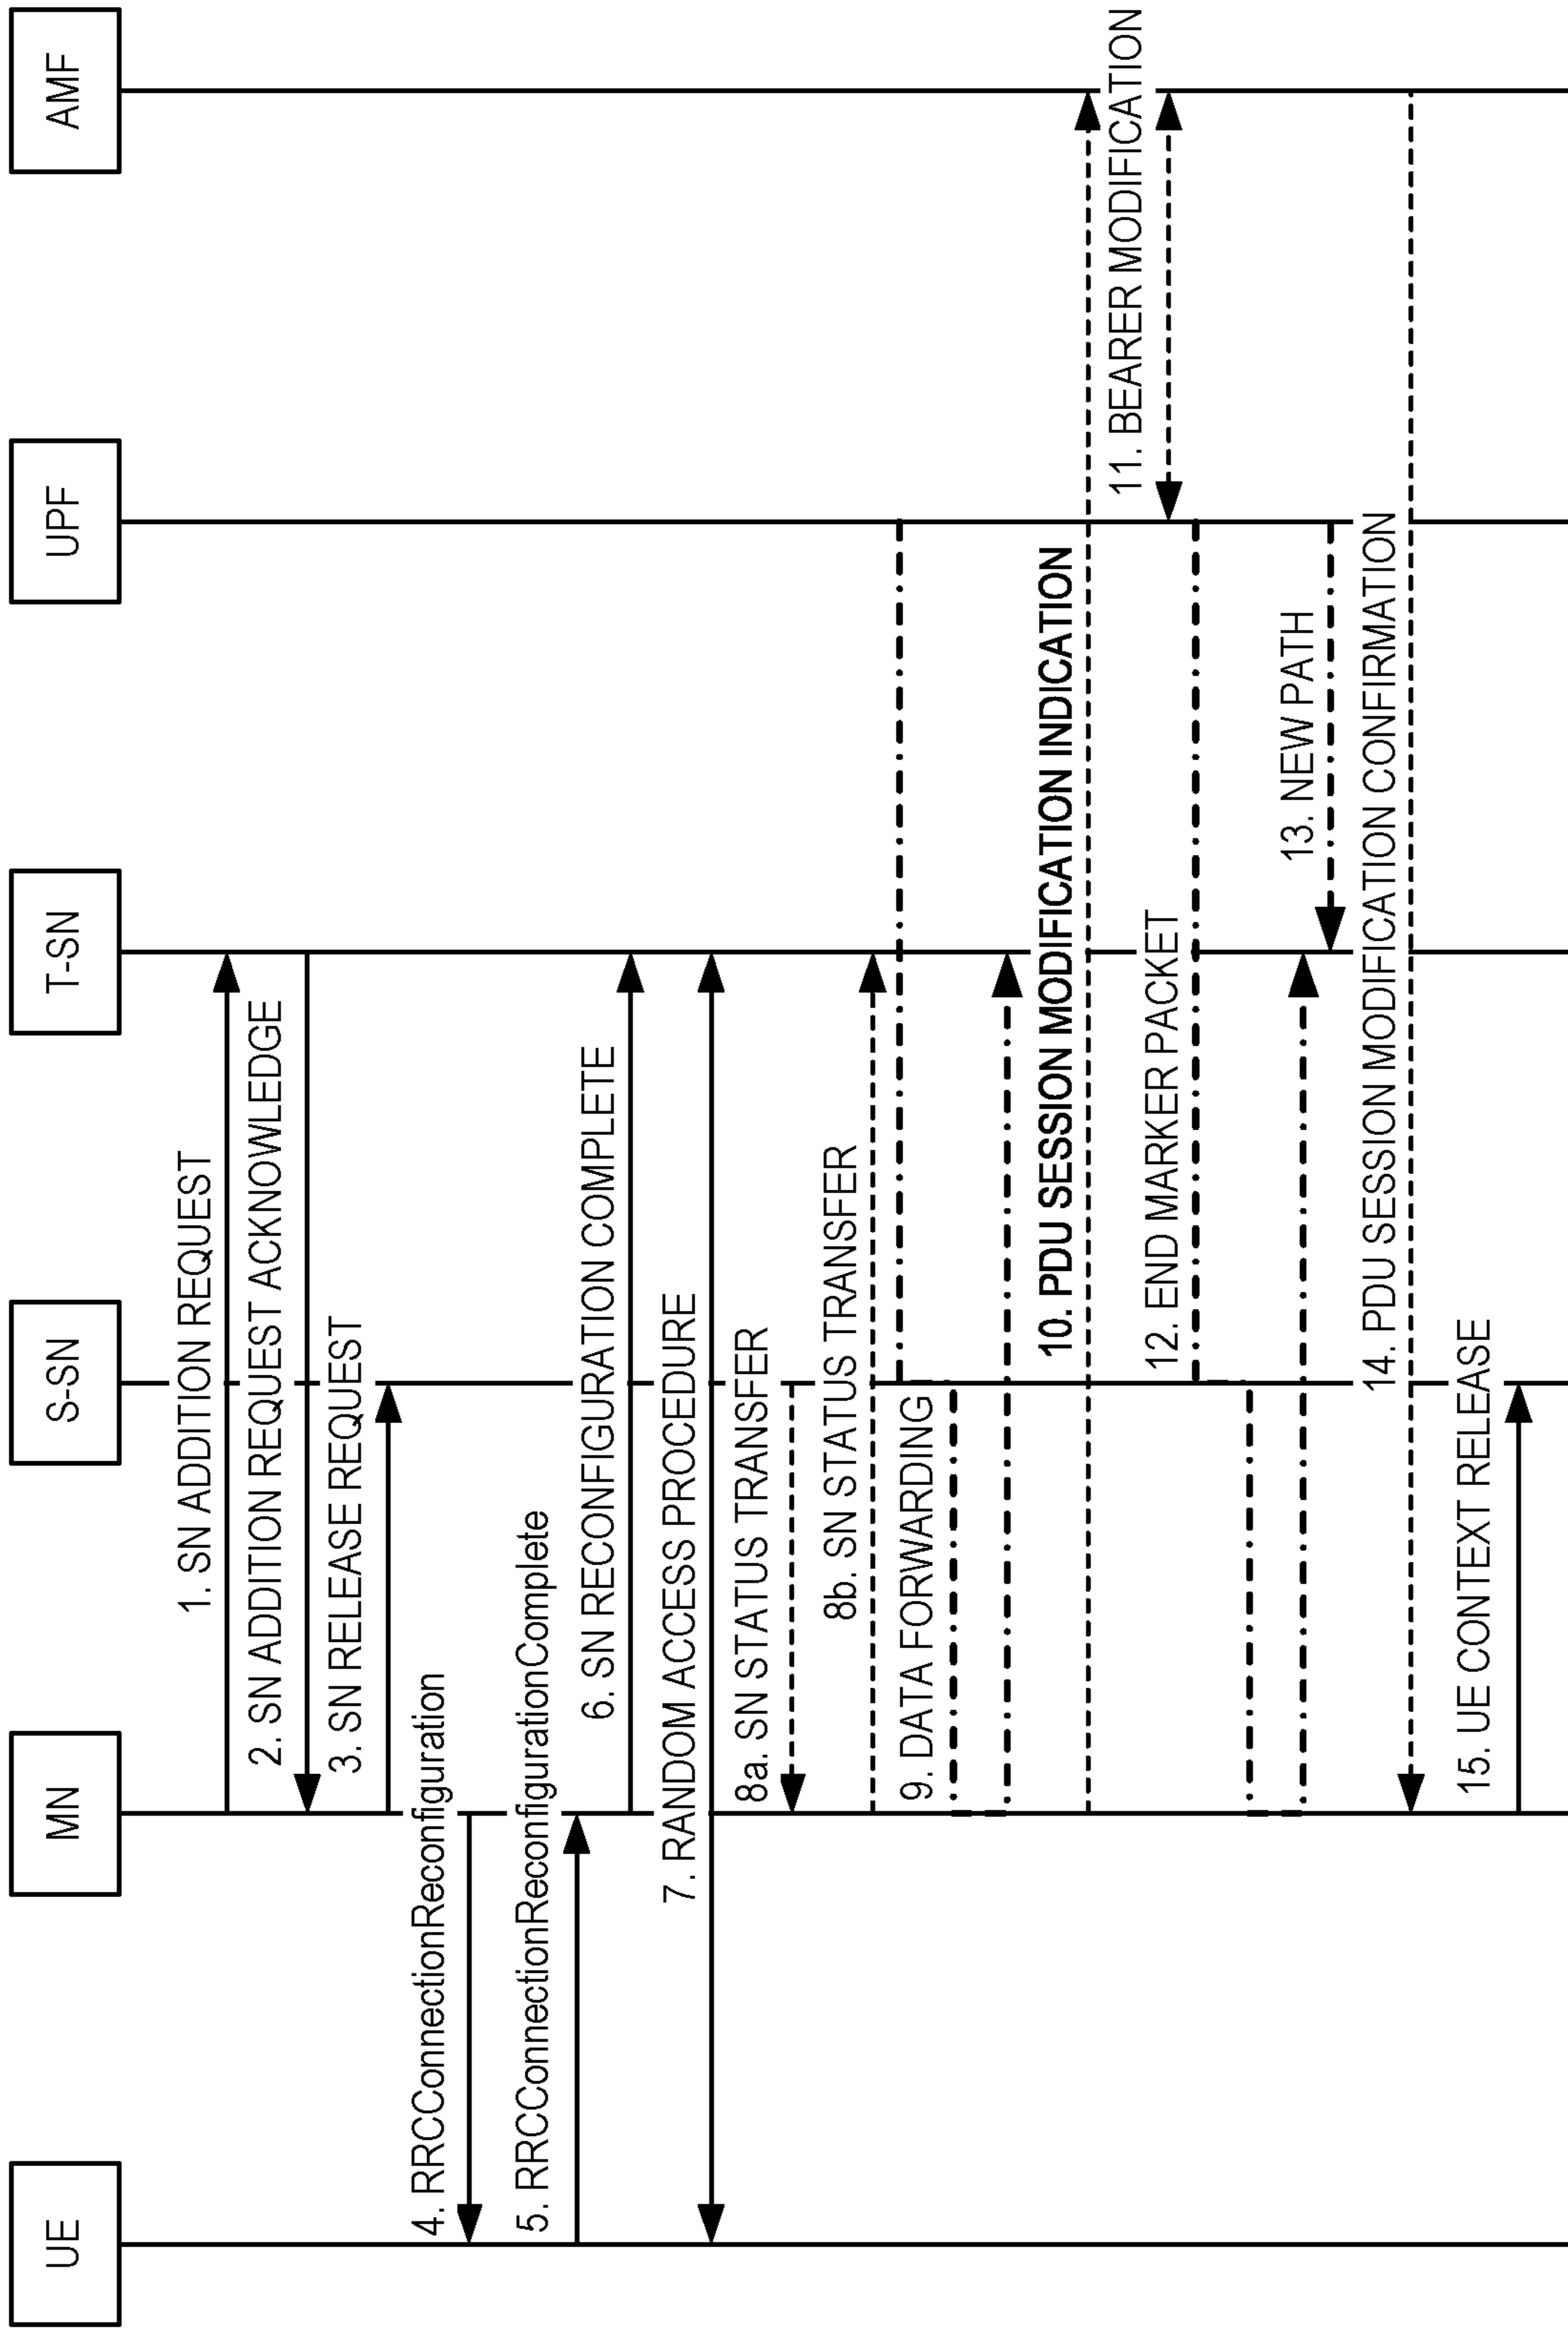 UE
MN
S-SN
T-SN
UPF
AMF
1. SN ADDITION REQUEST
2. SN ADDITION REQUEST ACKNOWLEDGE
3. SN RELEASE REQUEST
4. RRCConnectionReconfiguration
5. RRCConnectionReconfigurationComplete
6. SN RECONFIGURATION COMPLETE
7. RANDOM ACCESS PROCEDURE
8a. SN STATUS TRANSFER
8b. SN STATUS TRANSFER
9. DATA FORWARDING
10. PDU SESSION MODIFICATION INDICATION
11. BEARER MODIFICATION
12. END MARKER PACKET
13. NEW PATH
14. PDU SESSION MODIFICATION CONFIRMATION
15. UE CONTEXT RELEASE